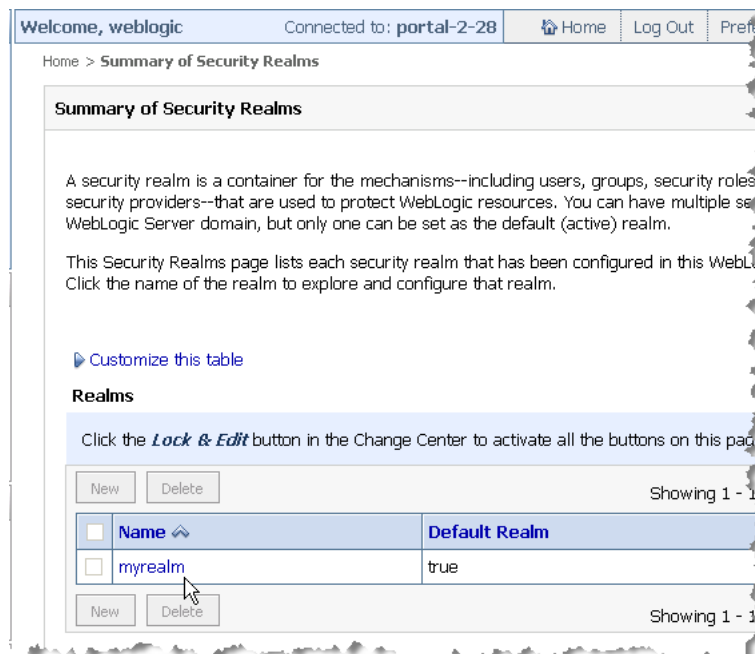 Welcome, weblogic Connected to: portal-2-28 Home Log Out
Home > Summary of Security Realms
Summary of Security Realms
A security realm is a container for the mechanisms--including users, groups, security roles
security providers--that are used to protect WebLogic resources. You can have multiple
WebLogic Server domain, but only one can be set as the default (active) realm.
This Security Realms page lists each security realm that has been configured in this
Click the name of the realm to explore and configure that realm.
Customize this table
Realms
Click the Lock & Edit button in the Change Center to activate all the buttons on this
New Delete Showing 1 -
Name Default Realm
myrealm true
New Delete Showing 1 -